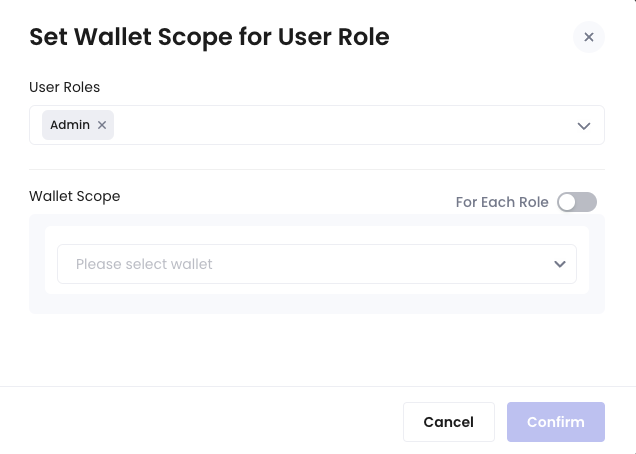 Set Wallet Scope for User Role
User Roles
Admin
Wallet Scope
For Each Role
Please select wallet
Cancel
Confirm